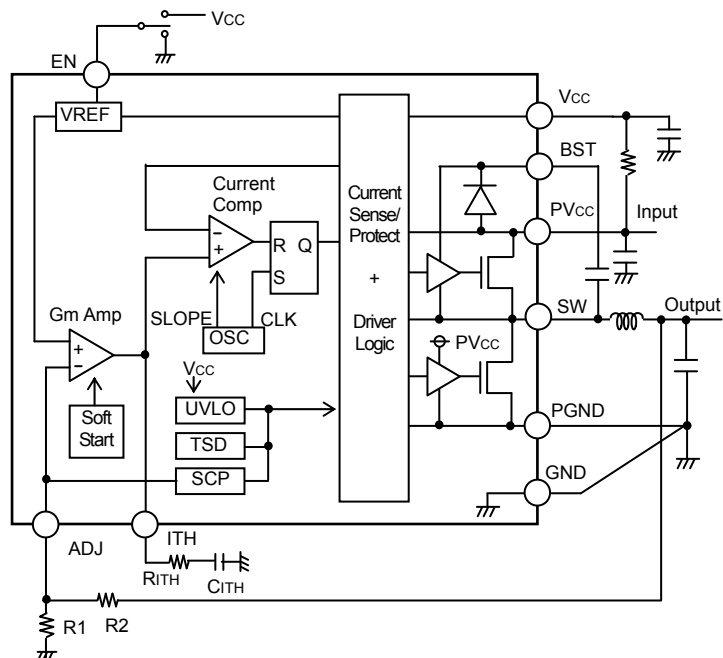 VCC
EN
VREF
VCC
BST
Current
Comp
Current
Sense/
Protect
+
Driver
Logic
PVCC
Input
R Q
S
-
+
Gm Amp
SLOPE
OSC
CLK
SW
Output
+
-
PVCC
VCC
Soft
Start
UVLO
TSD
SCP
PGND
GND
ADJ
ITH
RITH
CITH
R1
R2